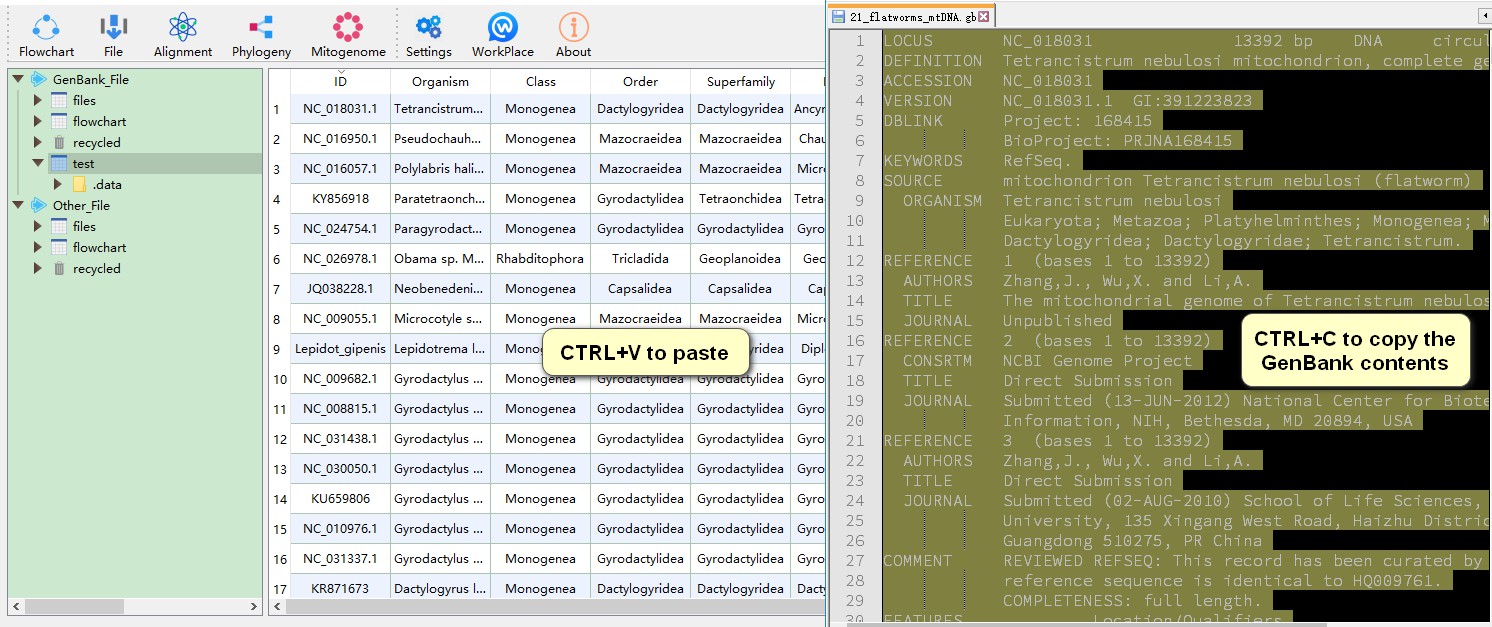 Flowchart File Alignment Phylogeny Mitogenome Settings WorkPlace About
GenBank_File
files
flowchart
recycled
test
.data
Other_File
files
flowchart
recycled
ID Organism Class Order Superfamily
1 NC_018031.1 Tetrancistrum... Monogenea Dactylogyridea Dactylogyridea Ancyr
2 NC_016950.1 Pseudochauh... Monogenea Mazocraeidea Mazocraeidea Chau
3 NC_016057.1 Polylabris hali... Monogenea Mazocraeidea Mazocraeidea Micro
4 KY856918 Paratetraonch... Monogenea Gyrodactylidea Tetraonchidea Tetra
5 NC_024754.1 Paragyrodact... Monogenea Gyrodactylidea Gyrodactylidea Gyro
6 NC_026978.1 Obama sp. M... Rhabditophora Tricladida Geoplanoidea Geo
7 JQ038228.1 Neobenedeni... Monogenea Capsalidea Capsalidea Cap
8 NC_009055.1 Microcotyle s... Monogenea Mazocraeidea Mazocraeidea Micro
9 Lepidot_gipenis Lepidotrema l... Mono yridea Dipl
10 NC_009682.1 Gyrodactylus ... Monogenea Gyrodactylidea Gyrodactylidea Gyro
11 NC_008815.1 Gyrodactylus ... Monogenea Gyrodactylidea Gyrodactylidea Gyro
12 NC_031438.1 Gyrodactylus ... Monogenea Gyrodactylidea Gyrodactylidea Gyro
13 NC_030050.1 Gyrodactylus ... Monogenea Gyrodactylidea Gyrodactylidea Gyro
14 KU659806 Gyrodactylus ... Monogenea Gyrodactylidea Gyrodactylidea Gyro
15 NC_010976.1 Gyrodactylus ... Monogenea Gyrodactylidea Gyrodactylidea Gyro
16 NC_031337.1 Gyrodactylus ... Monogenea Gyrodactylidea Gyrodactylidea Gyro
17 KR871673 Dactylogyrus l... Monogenea Dactylogyridea Dactylogyridea Dacty
CTRL+V to paste
21_flatworms_mtDNA.gb
1 LOCUS NC_018031 13392 bp DNA circul
2 DEFINITION Tetrancistrum nebulosi mitochondrion, complete ge
3 ACCESSION NC_018031
4 VERSION NC_018031.1 GI:391223823
5 DBLINK Project: 168415
6 BioProject: PRJNA168415
7 KEYWORDS RefSeq.
8 SOURCE mitochondrion Tetrancistrum nebulosi (flatworm)
9 ORGANISM Tetrancistrum nebulosi
10 Eukaryota; Metazoa; Platyhelminthes; Monogenea; M
11 Dactylogyridea; Dactylogyridae; Tetrancistrum.
12 REFERENCE 1 (bases 1 to 13392)
13 AUTHORS Zhang,J., Wu,X. and Li,A.
14 TITLE The mitochondrial genome of Tetrancistrum nebulos
15 JOURNAL Unpublished
16 REFERENCE 2 (bases 1 to 13392)
17 CONSRTM NCBI Genome Project
18 TITLE Direct Submission
19 JOURNAL Submitted (13-JUN-2012) National Center for Biote
20 Information, NIH, Bethesda, MD 20894, USA
21 REFERENCE 3 (bases 1 to 13392)
22 AUTHORS Zhang,J., Wu,X. and Li,A.
23 TITLE Direct Submission
24 JOURNAL Submitted (02-AUG-2010) School of Life Sciences,
25 University, 135 Xingang West Road, Haizhu Distric
26 Guangdong 510275, PR China
27 COMMENT REVIEWED REFSEQ: This record has been curated by
28 reference sequence is identical to HQ009761.
29 COMPLETENESS: full length.
30 FEATURES Location/Qualifiers
CTRL+C to copy the
GenBank contents